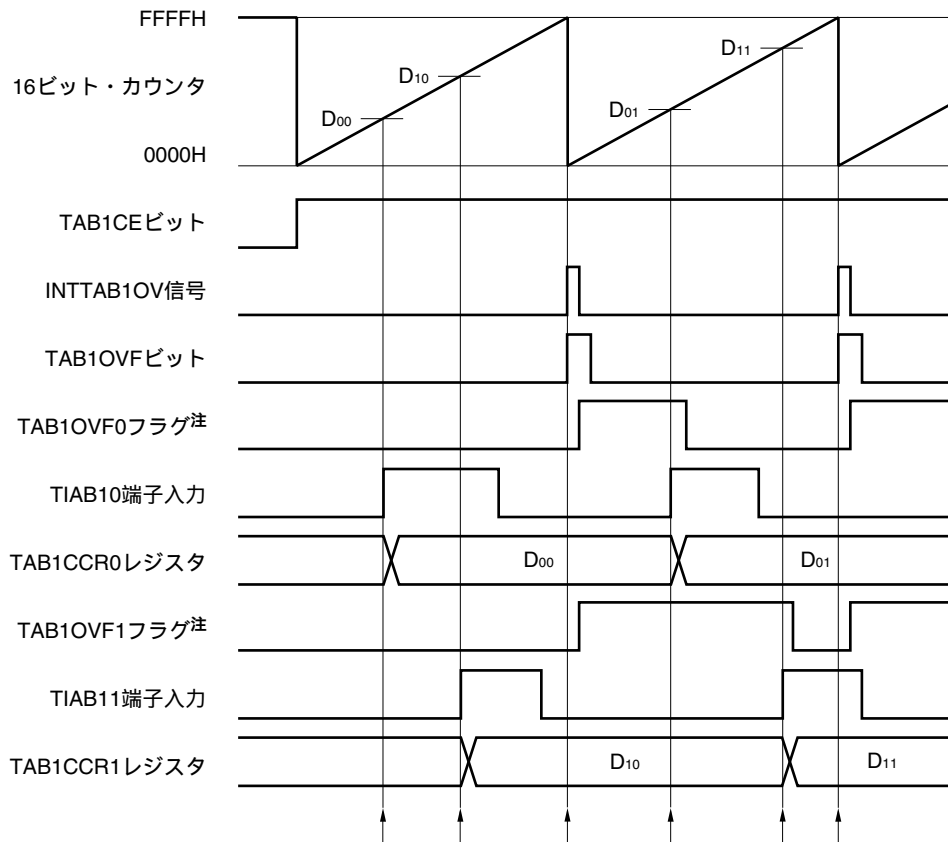 FFFFH
16ビット・カウンタ
0000H
D10
D00
D11
D01
TAB1CEビット
INTTAB1OV信号
TAB1OVFビット
TAB1OVF0フラグ注
TIAB10端子入力
TAB1CCR0レジスタ
D00
D01
TAB1OVF1フラグ注
TIAB11端子入力
TAB1CCR1レジスタ
D10
D11